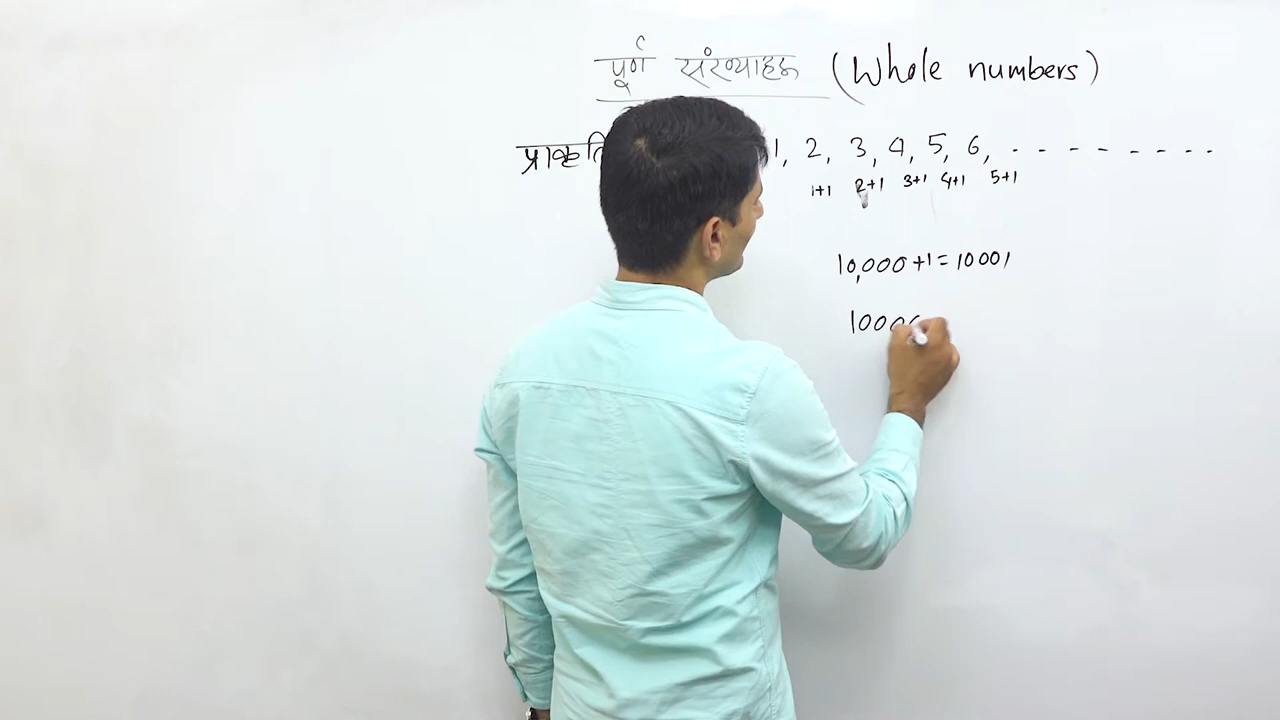 पूर्ण संख्याहरू (Whole numbers)
प्राकृति 1, 2, 3, 4, 5, 6, - - - - - - - -
1+1 2+1 3+1 4+1 5+1
10,000+1=10001
1000